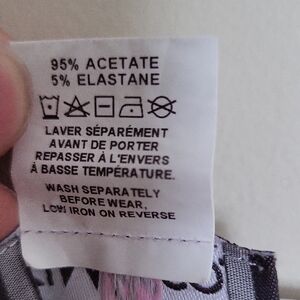 95% ACETATE
5% ELASTANE
LAVER SÉPARÉMENT
AVANT DE PORTER
REPASSER À L'ENVERS
À BASSE TEMPÉRATURE.
WASH SEPARATELY
BEFORE WEAR.
LOW IRON ON REVERSE